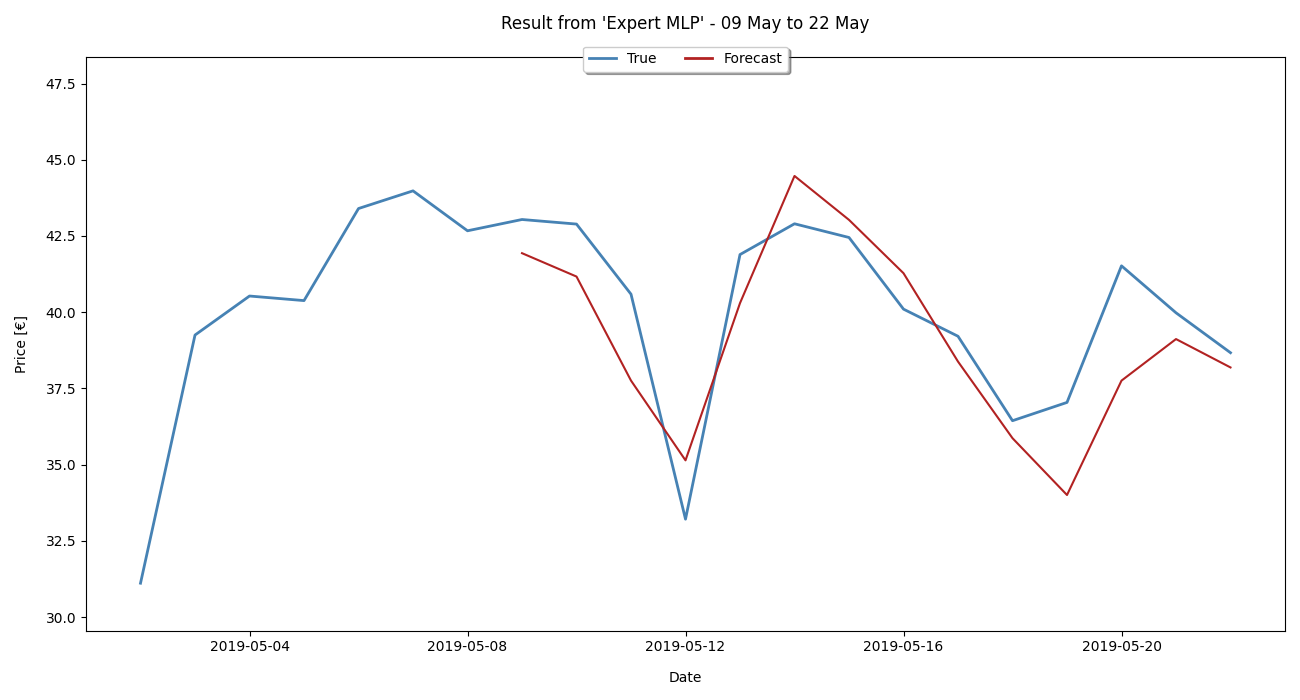 Result from 'Expert MLP' - 09 May to 22 May
True Forecast
47.5
45.0
42.5
40.0
37.5
35.0
32.5
30.0
Price [€]
2019-05-04 2019-05-08 2019-05-12 2019-05-16 2019-05-20
Date